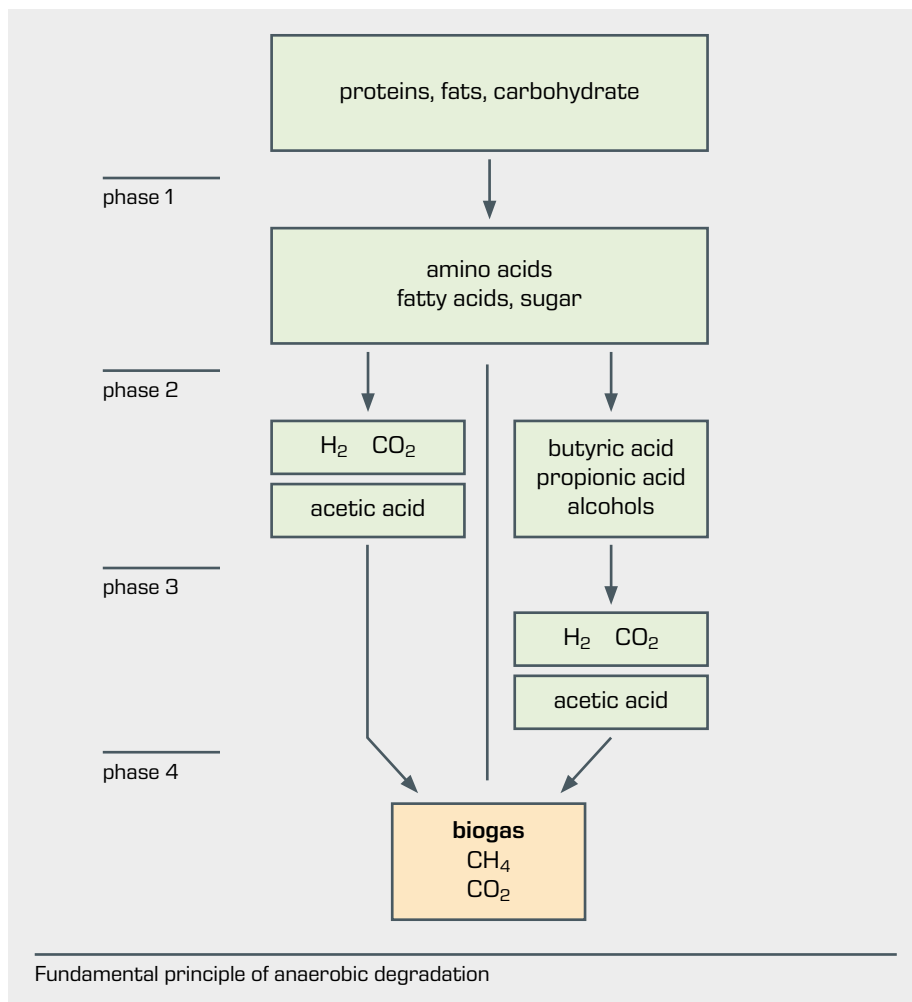 proteins, fats, carbohydrate
phase 1
amino acids
fatty acids, sugar
phase 2
H₂ CO₂
acetic acid
butyric acid
propionic acid
alcohols
phase 3
H₂ CO₂
acetic acid
phase 4
biogas
CH₄
CO₂
Fundamental principle of anaerobic degradation